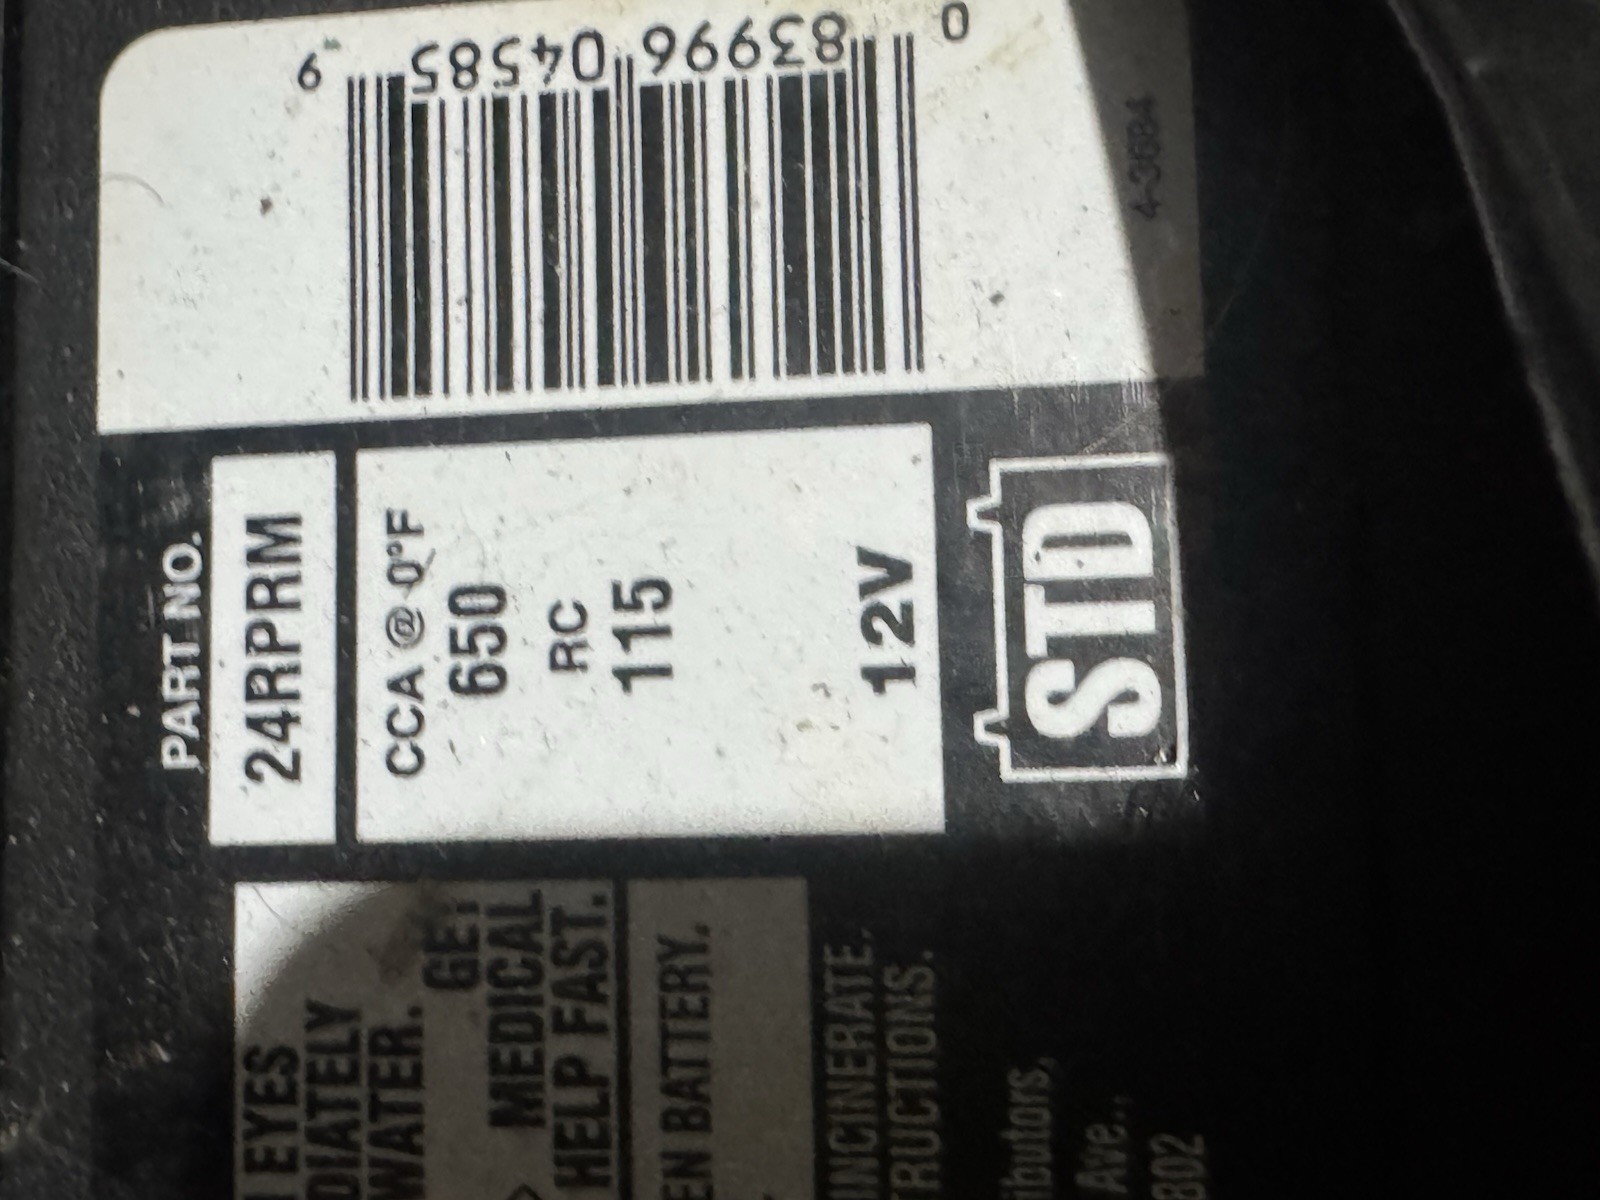 PART NO.
24RPRM
CCA @ 0°F
650
RC
115
12V
STD
0 83996 04585 9
4-3684
EYES
DIATELY
WATER.
GET
MEDICAL
HELP FAST.
EN BATTERY.
INCINERATE.
TRUCTIONS.
ibutors,
Ave.,
802